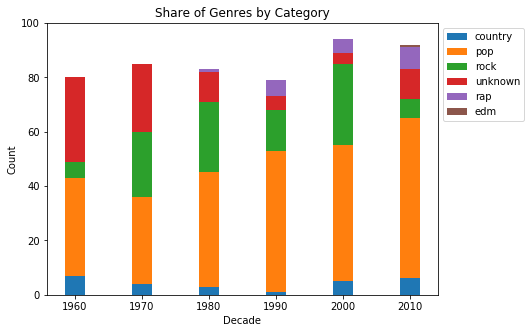 Share of Genres by Category
100
80
60
40
20
0
Count
1960 1970 1980 1990 2000 2010
Decade
country
pop
rock
unknown
rap
edm